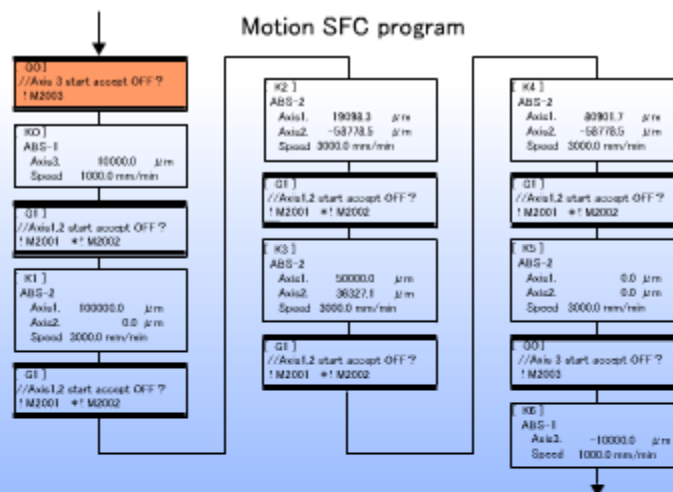 Motion SFC program
[ G0 ]
//Axis 3 start accept OFF?
!M2003
[ K0 ]
ABS-1
Axis3. 10000.0 μm
Speed 1000.0 mm/min
[ G1 ]
//Axis1,2 start accept OFF?
!M2001 *!M2002
[ K1 ]
ABS-2
Axis1. 100000.0 μm
Axis2. 0.0 μm
Speed 3000.0 mm/min
[ G1 ]
//Axis1,2 start accept OFF?
!M2001 *!M2002
[ K2 ]
ABS-2
Axis1. 19098.3 μm
Axis2. -58778.5 μm
Speed 3000.0 mm/min
[ G1 ]
//Axis1,2 start accept OFF?
!M2001 *!M2002
[ K3 ]
ABS-2
Axis1. 50000.0 μm
Axis2. 36327.1 μm
Speed 3000.0 mm/min
[ G1 ]
//Axis1,2 start accept OFF?
!M2001 *!M2002
[ K4 ]
ABS-2
Axis1. 80901.7 μm
Axis2. -58778.5 μm
Speed 3000.0 mm/min
[ G1 ]
//Axis1,2 start accept OFF?
!M2001 *!M2002
[ K5 ]
ABS-2
Axis1. 0.0 μm
Axis2. 0.0 μm
Speed 3000.0 mm/min
[ G0 ]
//Axis 3 start accept OFF?
!M2003
[ K6 ]
ABS-1
Axis3. -10000.0 μm
Speed 1000.0 mm/min